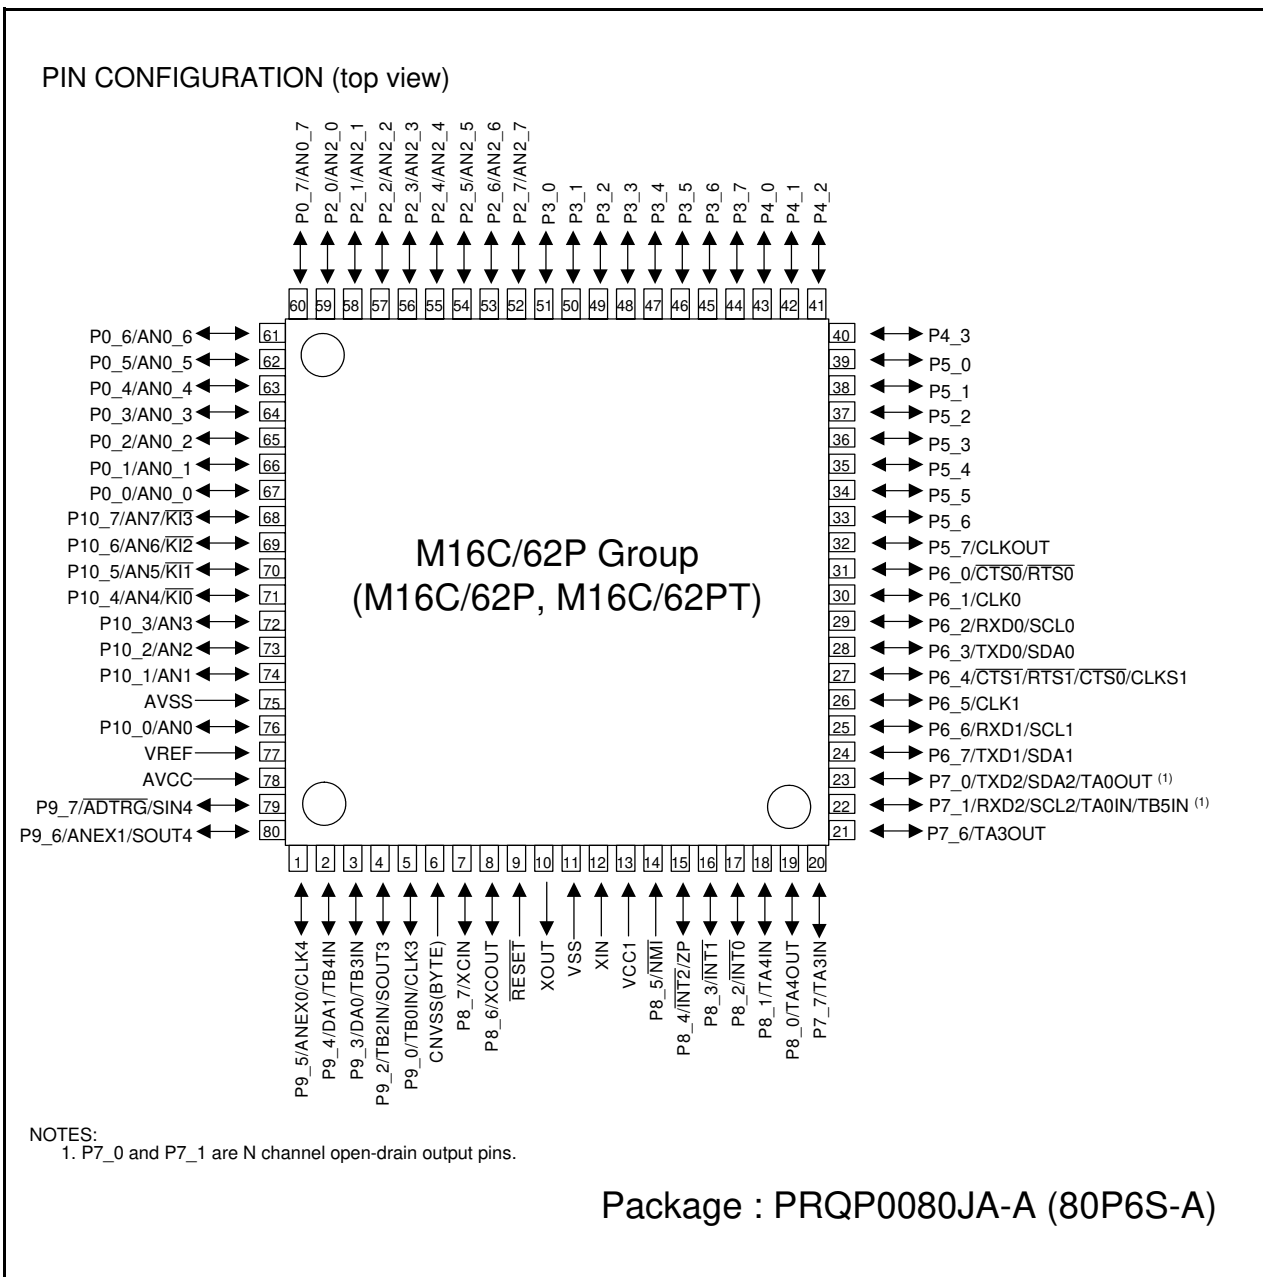 PIN CONFIGURATION (top view)
P0_7/AN0_7
P2_0/AN2_0
P2_1/AN2_1
P2_2/AN2_2
P2_3/AN2_3
P2_4/AN2_4
P2_5/AN2_5
P2_6/AN2_6
P2_7/AN2_7
P3_0
P3_1
P3_2
P3_3
P3_4
P3_5
P3_6
P3_7
P4_0
P4_1
P4_2
60 59 58 57 56 55 54 53 52 51 50 49 48 47 46 45 44 43 42 41
P0_6/AN0_6 61
P0_5/AN0_5 62
P0_4/AN0_4 63
P0_3/AN0_3 64
P0_2/AN0_2 65
P0_1/AN0_1 66
P0_0/AN0_0 67
P10_7/AN7/KI3 68
P10_6/AN6/KI2 69
P10_5/AN5/KI1 70
P10_4/AN4/KI0 71
P10_3/AN3 72
P10_2/AN2 73
P10_1/AN1 74
AVSS 75
P10_0/AN0 76
VREF 77
AVCC 78
P9_7/ADTRG/SIN4 79
P9_6/ANEX1/SOUT4 80
M16C/62P Group
(M16C/62P, M16C/62PT)
40 P4_3
39 P5_0
38 P5_1
37 P5_2
36 P5_3
35 P5_4
34 P5_5
33 P5_6
32 P5_7/CLKOUT
31 P6_0/CTS0/RTS0
30 P6_1/CLK0
29 P6_2/RXD0/SCL0
28 P6_3/TXD0/SDA0
27 P6_4/CTS1/RTS1/CTS0/CLKS1
26 P6_5/CLK1
25 P6_6/RXD1/SCL1
24 P6_7/TXD1/SDA1
23 P7_0/TXD2/SDA2/TA0OUT (1)
22 P7_1/RXD2/SCL2/TA0IN/TB5IN (1)
21 P7_6/TA3OUT
1 2 3 4 5 6 7 8 9 10 11 12 13 14 15 16 17 18 19 20
P9_5/ANEX0/CLK4
P9_4/DA1/TB4IN
P9_3/DA0/TB3IN
P9_2/TB2IN/SOUT3
P9_0/TB0IN/CLK3
CNVSS(BYTE)
P8_7/XCIN
P8_6/XCOUT
RESET
XOUT
VSS
XIN
VCC1
P8_5/NMI
P8_4/INT2/ZP
P8_3/INT1
P8_2/INT0
P8_1/TA4IN
P8_0/TA4OUT
P7_7/TA3IN
NOTES:
1. P7_0 and P7_1 are N channel open-drain output pins.
Package : PRQP0080JA-A (80P6S-A)